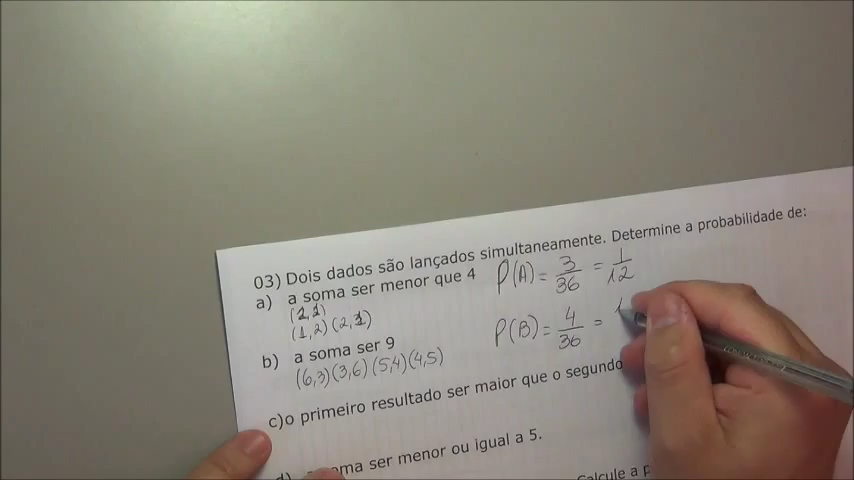 03) Dois dados são lançados simultaneamente. Determine a probabilidade de:
a) a soma ser menor que 4 P(A) = 3/36 = 1/12
(1,1)
(1,2) (2,1)
b) a soma ser 9 P(B) = 4/36 = 1
(6,3) (3,6) (5,4) (4,5)
c) o primeiro resultado ser maior que o segundo
soma ser menor ou igual a 5.
Calcule a